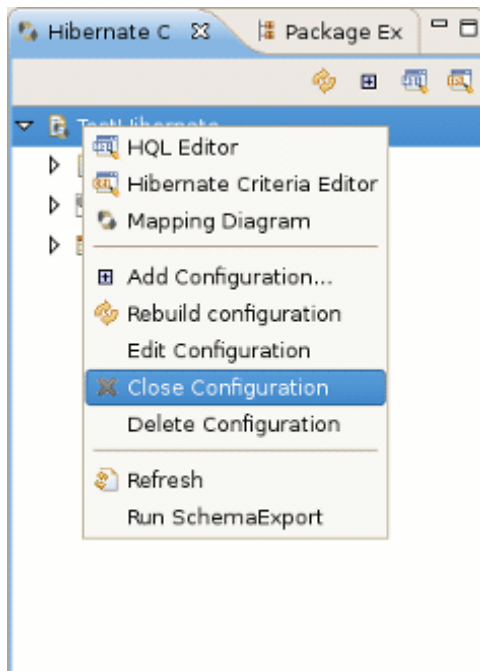 Hibernate C
Package Ex
TestHibernate
HQL Editor
Hibernate Criteria Editor
Mapping Diagram
Add Configuration...
Rebuild configuration
Edit Configuration
Close Configuration
Delete Configuration
Refresh
Run SchemaExport